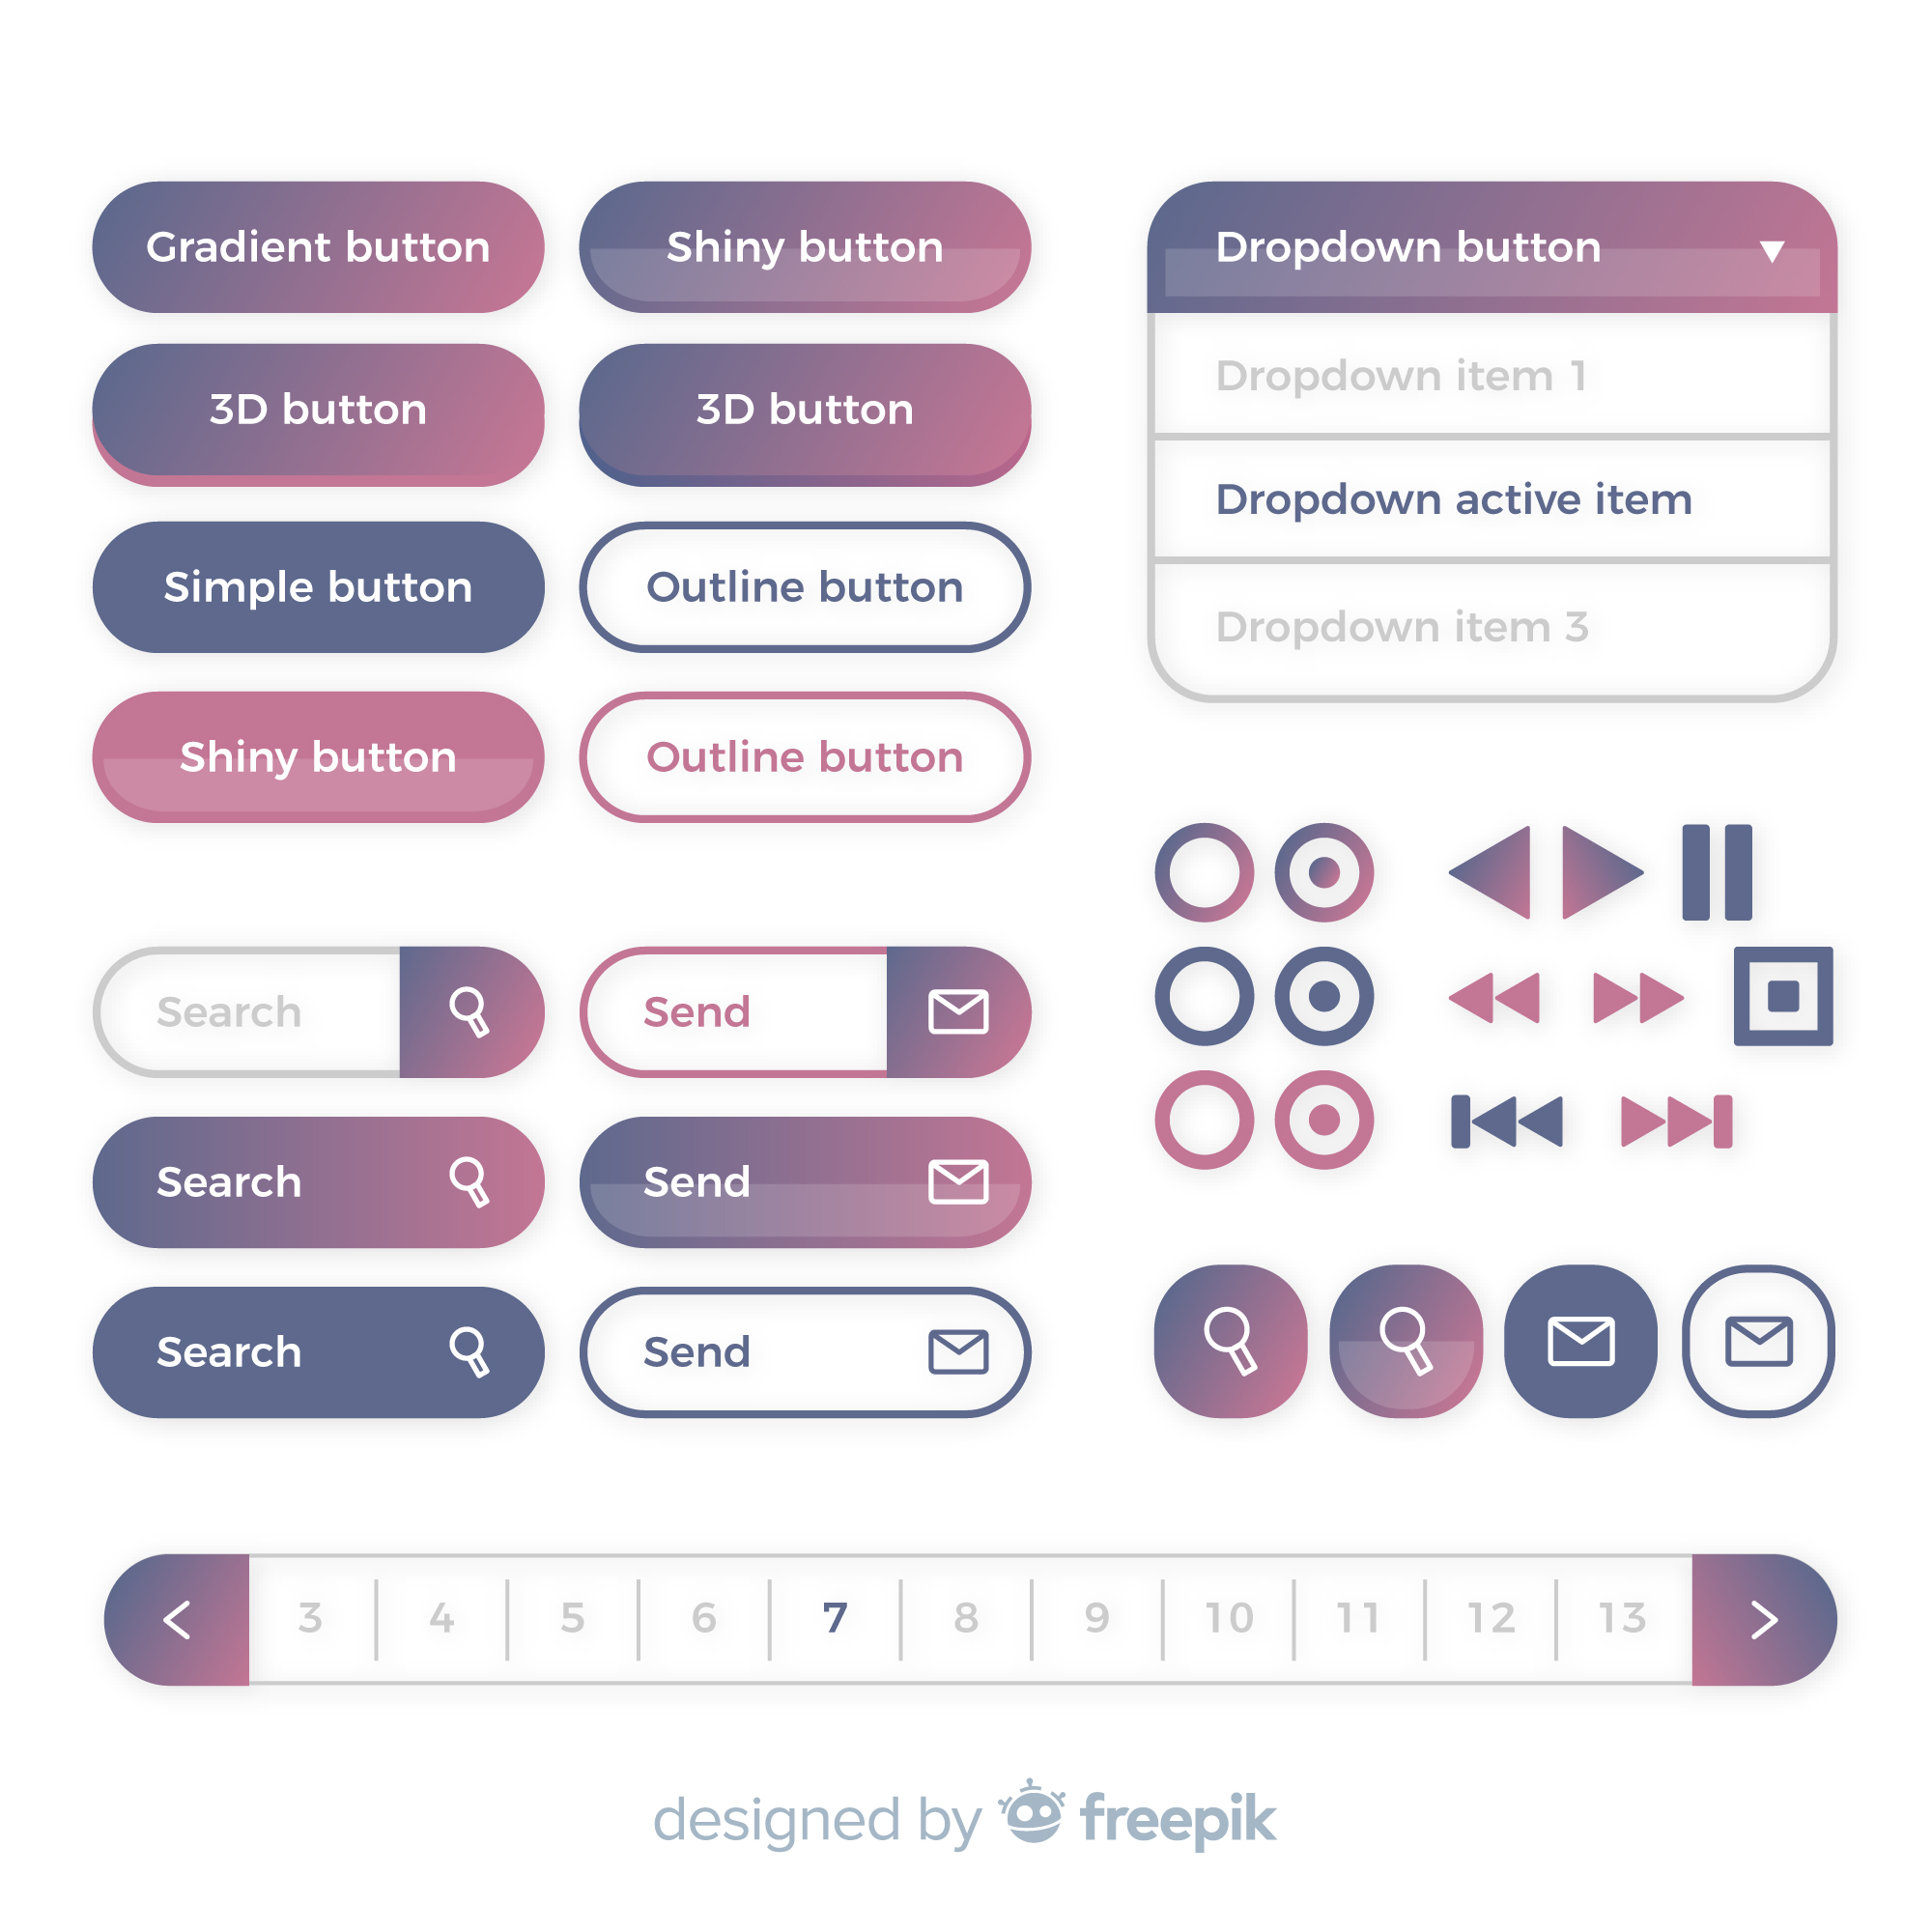 Gradient button
Shiny button
3D button
3D button
Simple button
Outline button
Shiny button
Outline button
Dropdown button
Dropdown item 1
Dropdown active item
Dropdown item 3
Search
Send
Search
Send
Search
Send
3 4 5 6 7 8 9 10 11 12 13
designed by freepik